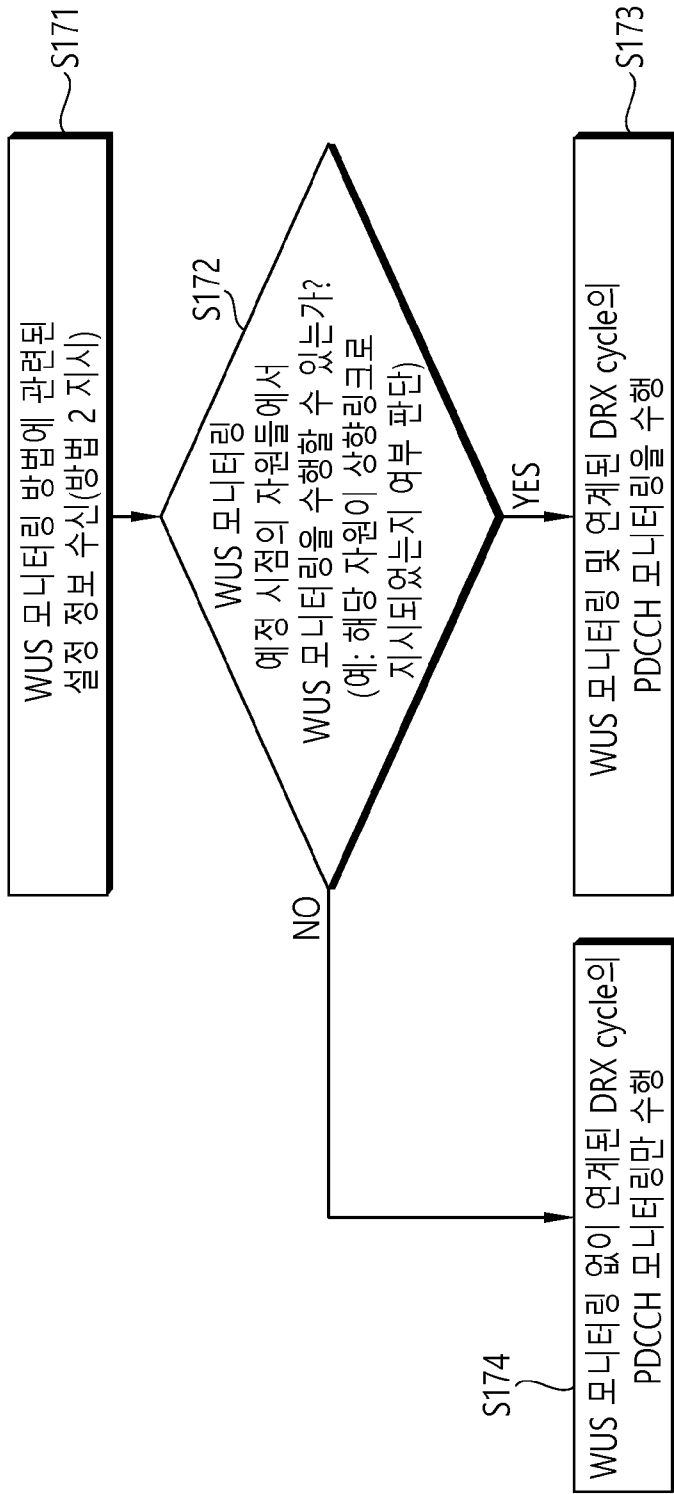 WUS 모니터링 방법에 관련된
설정 정보 수신(방법 2 지시)
S171
WUS 모니터링
예정 시점의 자원들에서
WUS 모니터링을 수행할 수 있는가?
(예: 해당 자원이 상향링크로
지시되었는지 여부 판단)
S172
NO
YES
WUS 모니터링 없이 연계된 DRX cycle의
PDCCH 모니터링만 수행
S174
WUS 모니터링 및 연계된 DRX cycle의
PDCCH 모니터링을 수행
S173